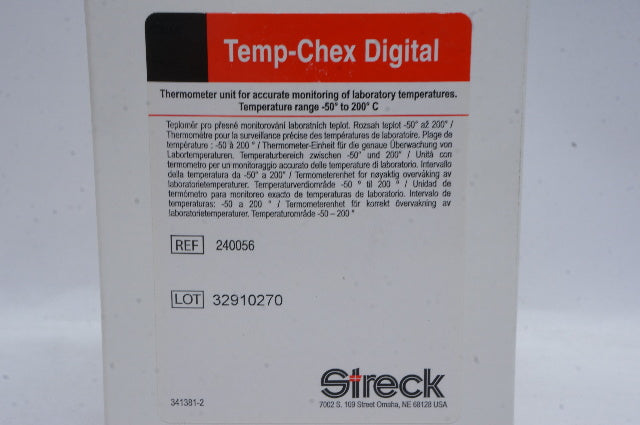 Temp-Chex Digital
Thermometer unit for accurate monitoring of laboratory temperatures.
Temperature range -50° to 200° C
Teploměr pro přesné monitorování laboratorních teplot. Rozsah teplot -50° až 200° /
Thermomètre pour la surveillance précise des températures de laboratoire. Plage de
température : -50 à 200 ° / Thermometer-Einheit für die genaue Überwachung von
Labortemperaturen. Temperaturbereich zwischen -50° und 200° / Unità con
termometro per un monitoraggio accurato delle temperature di laboratorio. Intervallo
della temperatura da -50° a 200° / Termometerenhet for nøyaktig overvåking av
laboratorietemperaturer. Temperaturverdiområde -50 ° til 200 ° / Unidad de
termómetro para monitoreo exacto de temperaturas de laboratorio. Intervalo de
temperaturas: -50 a 200 ° / Termometerenhet för korrekt övervakning av
laboratorietemperaturer. Temperaturområde -50 – 200 °
REF 240056
LOT 32910270
Streck
341381-2 7002 S. 109 Street Omaha, NE 68128 USA